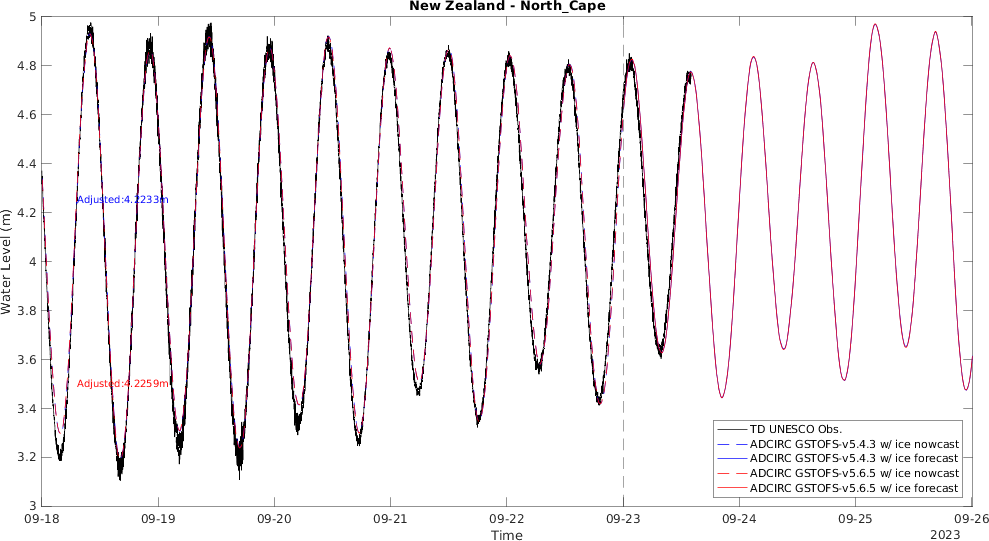 New Zealand - North_Cape
5
4.8
4.6
4.4
4.2
4
3.8
3.6
3.4
3.2
3
Water Level (m)
Adjusted:4.2233m
Adjusted:4.2259m
TD UNESCO Obs.
ADCIRC GSTOFS-v5.4.3 w/ ice nowcast
ADCIRC GSTOFS-v5.4.3 w/ ice forecast
ADCIRC GSTOFS-v5.6.5 w/ ice nowcast
ADCIRC GSTOFS-v5.6.5 w/ ice forecast
09-18 09-19 09-20 09-21 09-22 09-23 09-24 09-25 09-26
Time
2023